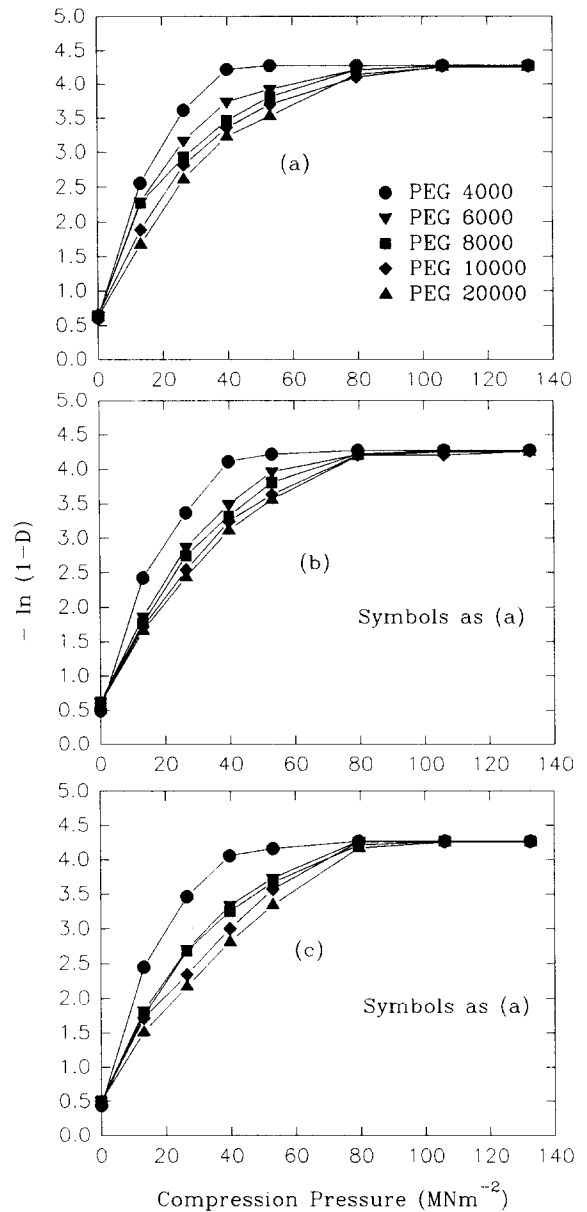 5.0
4.5
4.0
3.5
3.0
2.5
2.0
1.5
1.0
0.5
0.0
(a)
PEG 4000
PEG 6000
PEG 8000
PEG 10000
PEG 20000
0 20 40 60 80 100 120 140
5.0
4.5
4.0
3.5
3.0
2.5
2.0
1.5
1.0
0.5
0.0
(b)
Symbols as (a)
0 20 40 60 80 100 120 140
5.0
4.5
4.0
3.5
3.0
2.5
2.0
1.5
1.0
0.5
0.0
(c)
Symbols as (a)
0 20 40 60 80 100 120 140
Compression Pressure (MNm⁻²)
− ln (1−D)